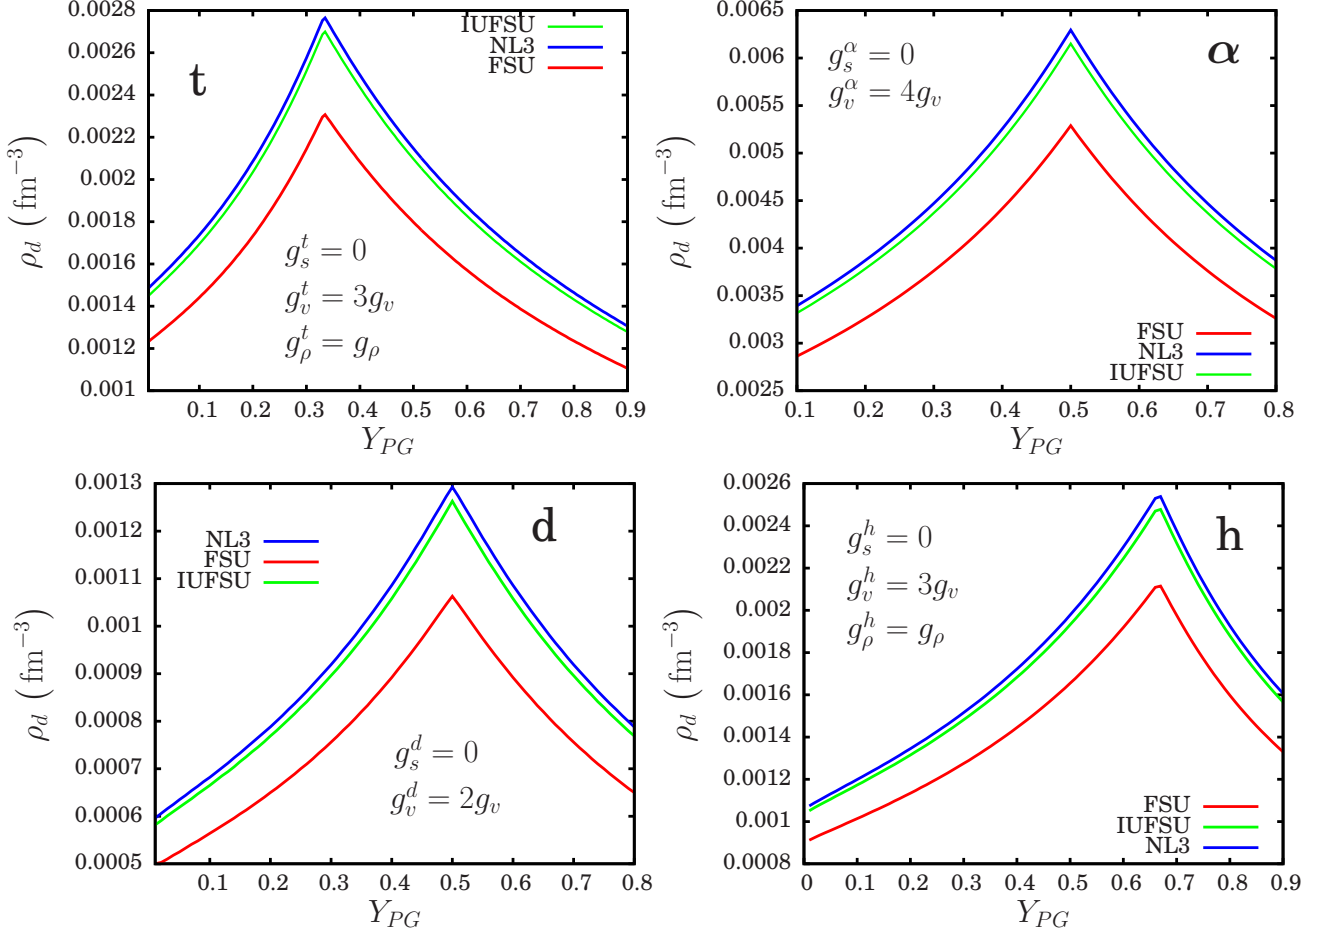 0.0028
0.0026
0.0024
0.0022
0.002
0.0018
0.0016
0.0014
0.0012
0.001
ρ_d ( fm^{−3})
IUFSU
NL3
FSU
t
g_s^t = 0
g_v^t = 3g_v
g_ρ^t = g_ρ
0.1 0.2 0.3 0.4 0.5 0.6 0.7 0.8 0.9
Y_{PG}
0.0065
0.006
0.0055
0.005
0.0045
0.004
0.0035
0.003
0.0025
ρ_d ( fm^{−3})
g_s^α = 0
g_v^α = 4g_v
α
FSU
NL3
IUFSU
0.1 0.2 0.3 0.4 0.5 0.6 0.7 0.8
Y_{PG}
0.0013
0.0012
0.0011
0.001
0.0009
0.0008
0.0007
0.0006
0.0005
ρ_d ( fm^{−3})
NL3
FSU
IUFSU
d
g_s^d = 0
g_v^d = 2g_v
0.1 0.2 0.3 0.4 0.5 0.6 0.7 0.8
Y_{PG}
0.0026
0.0024
0.0022
0.002
0.0018
0.0016
0.0014
0.0012
0.001
0.0008
ρ_d ( fm^{−3})
g_s^h = 0
g_v^h = 3g_v
g_ρ^h = g_ρ
h
FSU
IUFSU
NL3
0 0.1 0.2 0.3 0.4 0.5 0.6 0.7 0.8 0.9
Y_{PG}